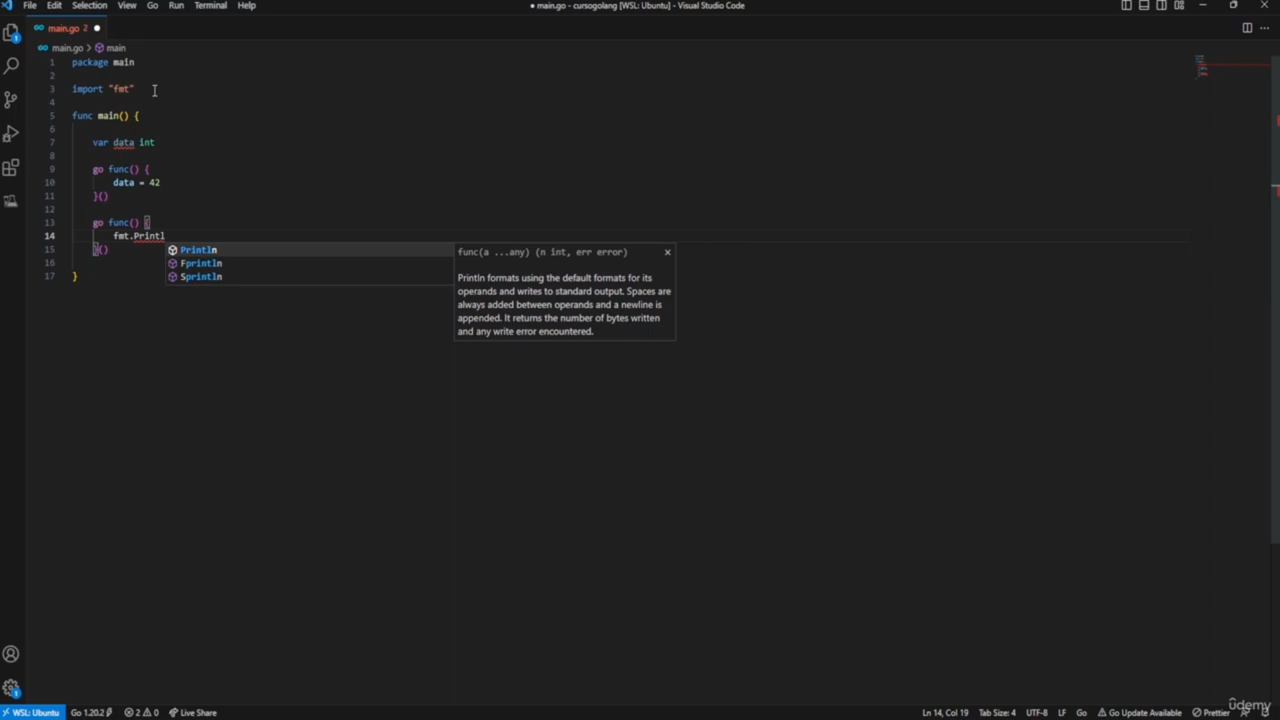 File Edit Selection View Go Run Terminal Help
● main.go - cursogolang [WSL: Ubuntu] - Visual Studio Code
main.go 2 ●
main.go > main
1 package main
2
3 import "fmt"
4
5 func main() {
6
7 var data int
8
9 go func() {
10 data = 42
11 }()
12
13 go func() {
14 fmt.Printl
15 }()
16
17 }
Println
Fprintln
Sprintln
func(a ...any) (n int, err error)
Println formats using the default formats for its
operands and writes to standard output. Spaces are
always added between operands and a newline is
appended. It returns the number of bytes written
and any write error encountered.
1
1
udemy
WSL: Ubuntu Go 1.20.2 2 0 Live Share Ln 14, Col 19 Tab Size: 4 UTF-8 LF Go Go Update Available Prettier